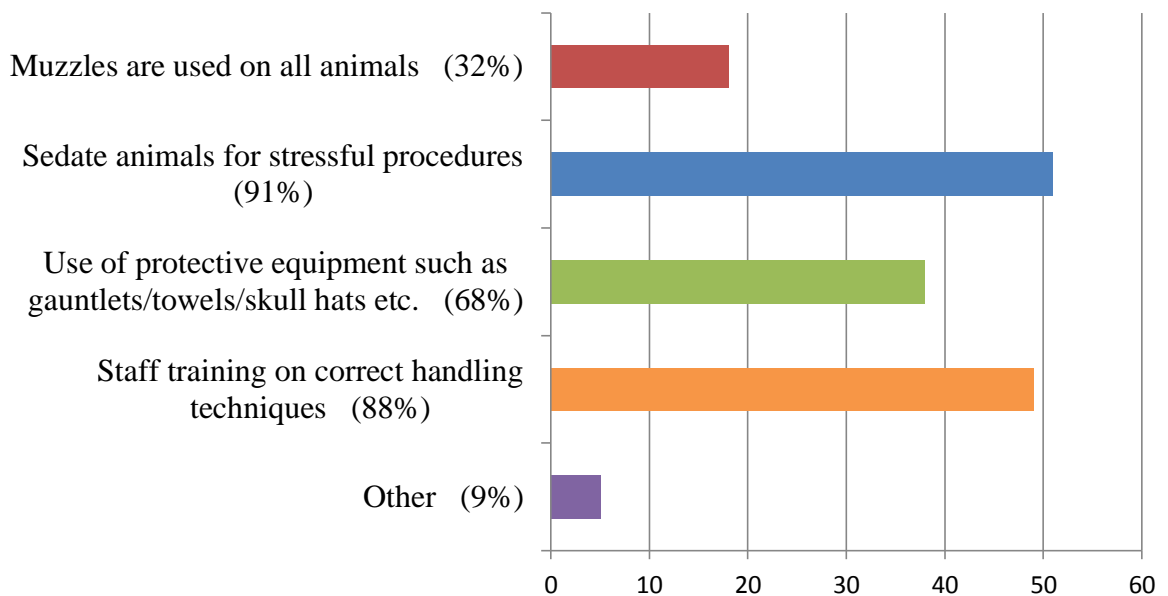 Muzzles are used on all animals (32%)
Sedate animals for stressful procedures
(91%)
Use of protective equipment such as
gauntlets/towels/skull hats etc. (68%)
Staff training on correct handling
techniques (88%)
Other (9%)
0 10 20 30 40 50 60